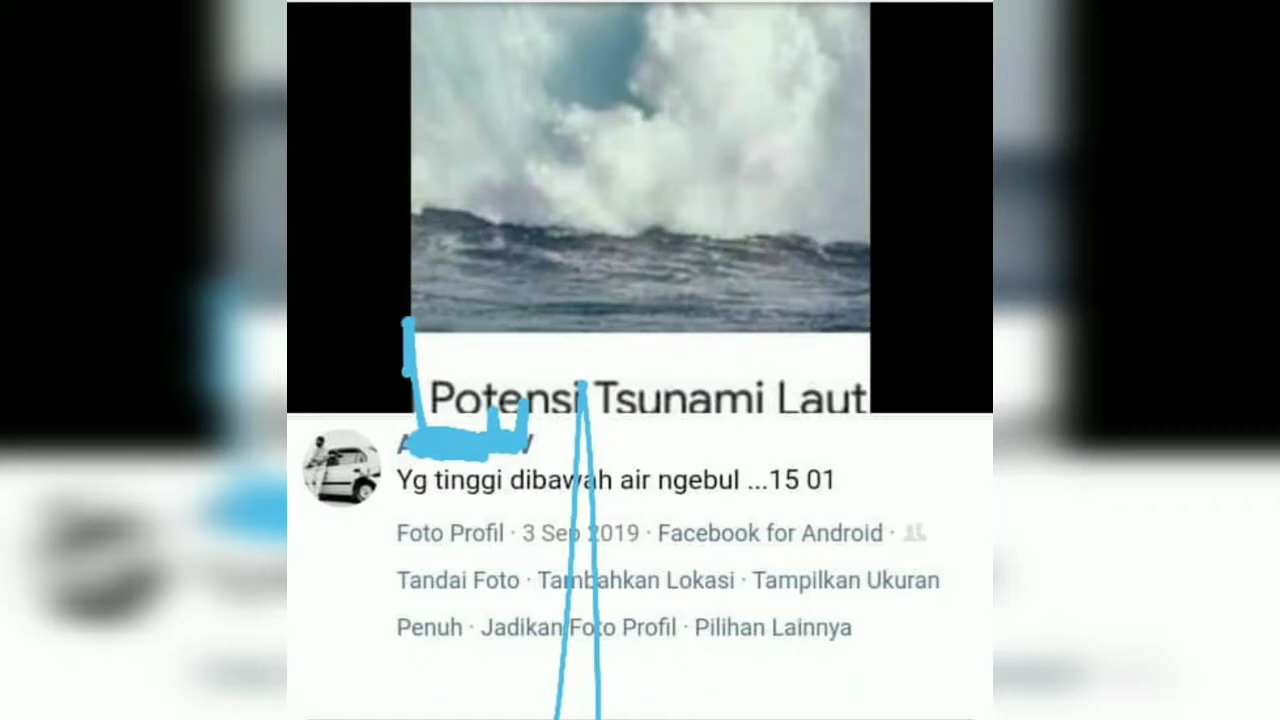 Potensi Tsunami Laut
Yg tinggi dibawah air ngebul ...15 01
Foto Profil · 3 Sep 2019 · Facebook for Android ·
Tandai Foto · Tambahkan Lokasi · Tampilkan Ukuran
Penuh · Jadikan Foto Profil · Pilihan Lainnya